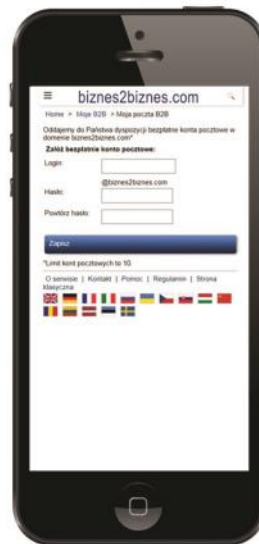 biznes2biznes.com
Home > Moje B2B > Moja poczta B2B
Oddajemy do Państwa dyspozycji bezpłatne konta pocztowe w
domenie biznes2biznes.com*
Załóż bezpłatnie konto pocztowe:
Login:
@biznes2biznes.com
Hasło:
Powtórz hasło:
Zapisz
*Limit kont pocztowych to 10.
O serwisie | Kontakt | Pomoc | Regulamin | Strona
klasyczna